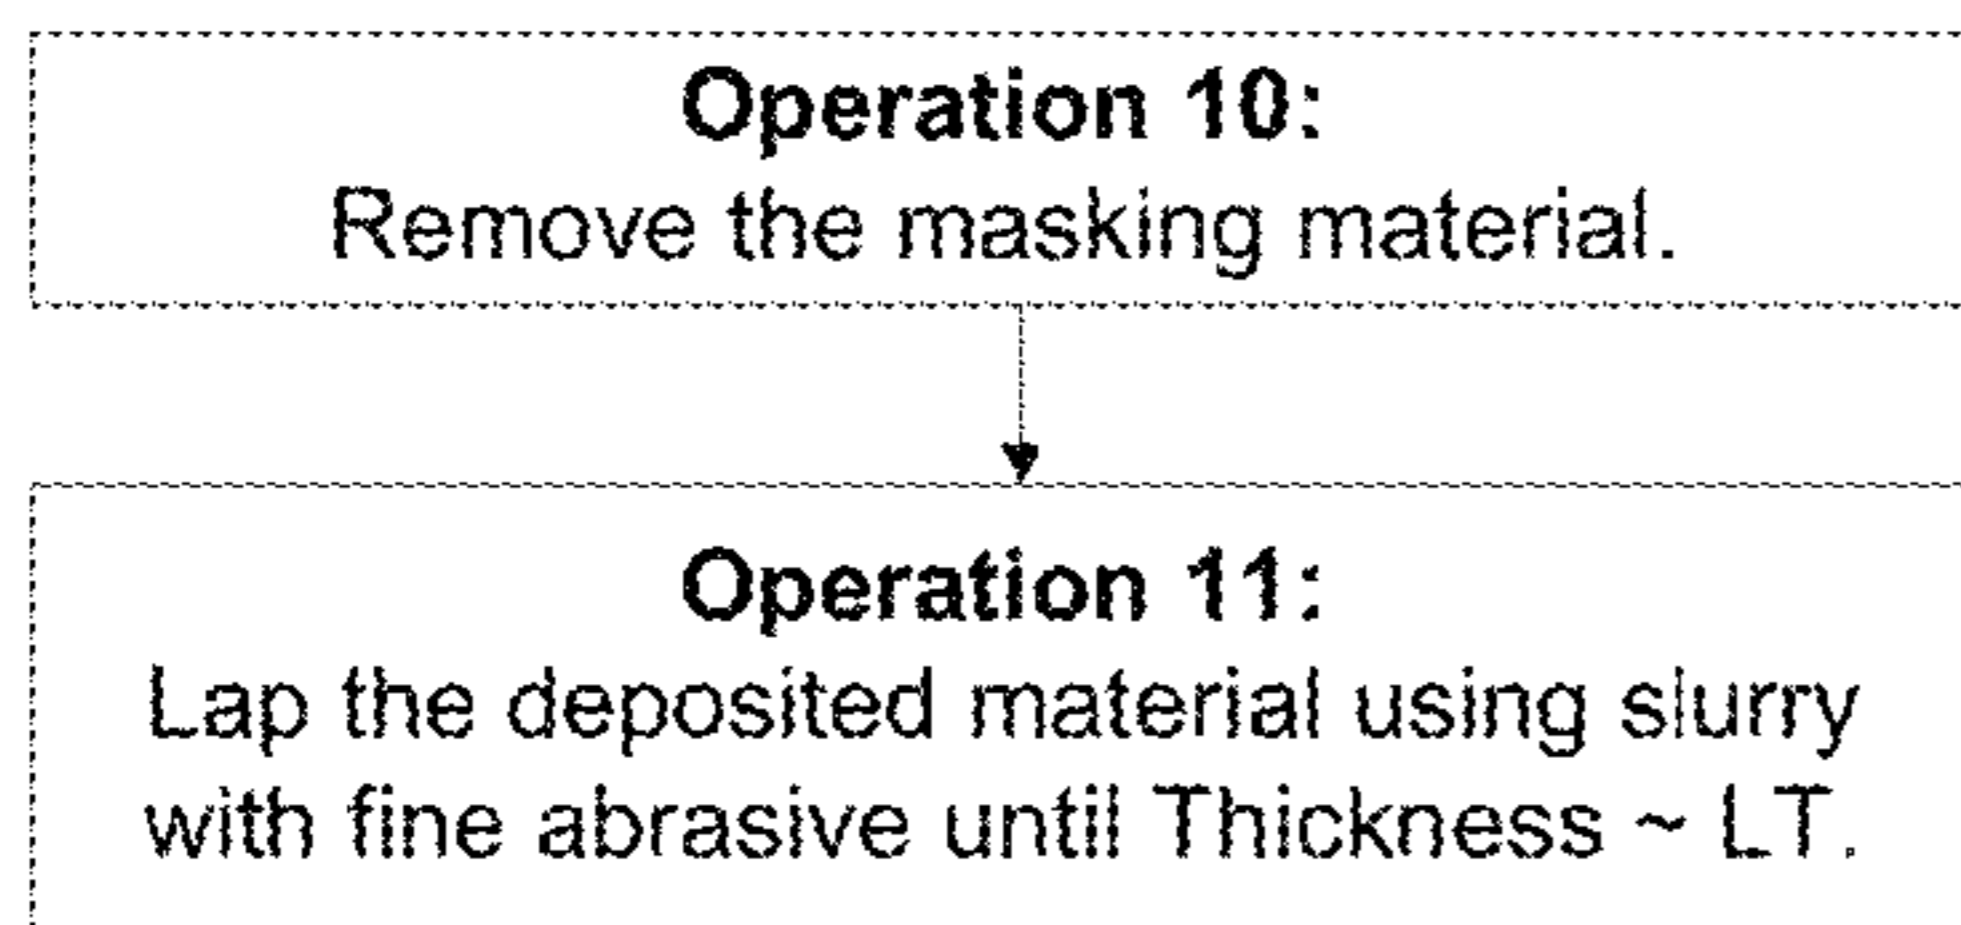 Operation 10:
Remove the masking material.
Operation 11:
Lap the deposited material using slurry
with fine abrasive until Thickness ~ LT.